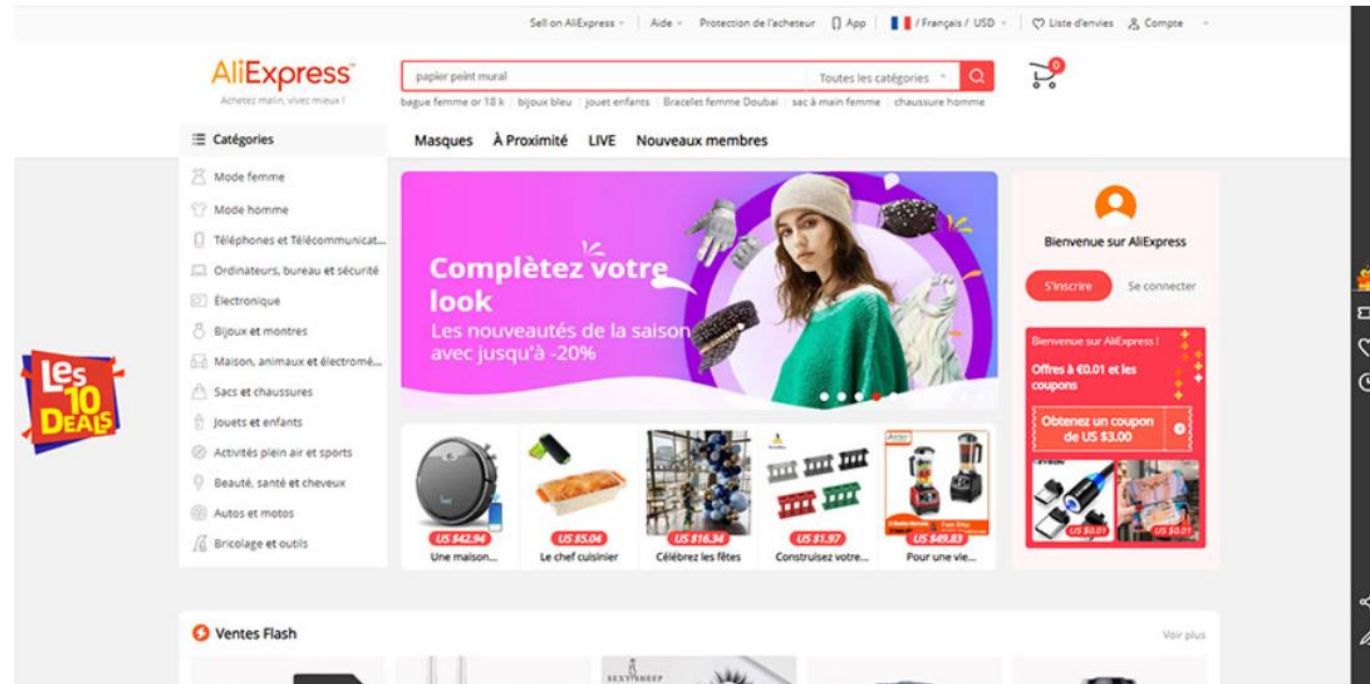 Sell on AliExpress
Aide
Protection de l'acheteur
App
/ Français / USD
Liste d'envies
Compte
AliExpress™
Achetez malin, vivez mieux !
papier peint mural
Toutes les catégories
0
bague femme or 18 k
bijoux bleu
jouet enfants
Bracelet femme Doubai
sac à main femme
chaussure homme
Catégories
Masques
À Proximité
LIVE
Nouveaux membres
Mode femme
Mode homme
Téléphones et Télécommunicat...
Ordinateurs, bureau et sécurité
Électronique
Bijoux et montres
Maison, animaux et électromé...
Sacs et chaussures
Jouets et enfants
Activités plein air et sports
Beauté, santé et cheveux
Autos et motos
Bricolage et outils
Les
10
DEALS
Complètez votre
look
Les nouveautés de la saison
avec jusqu'à -20%
Bienvenue sur AliExpress
S'inscrire
Se connecter
Bienvenue sur AliExpress !
Offres à €0.01 et les
coupons
Obtenez un coupon
de US $3.00
US $0.01
US $0.01
US $42.94
Une maison...
US $5.04
Le chef cuisinier
US $16.34
Célébrez les fêtes
US $1.97
Construisez votre...
US $49.83
Pour une vie...
Ventes Flash
Voir plus
SEXYSHEEP